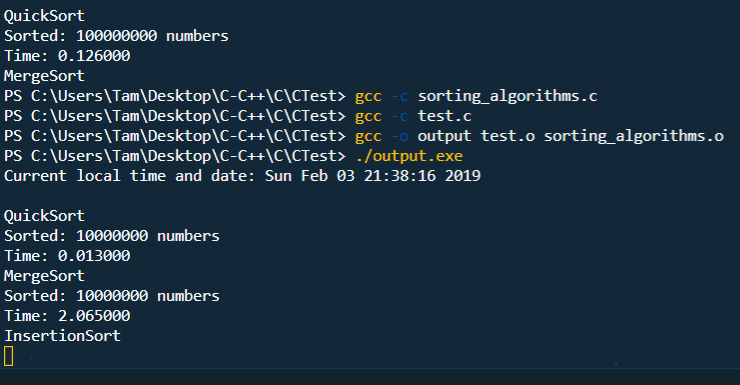 QuickSort
Sorted: 100000000 numbers
Time: 0.126000
MergeSort
PS C:\Users\Tam\Desktop\C-C++\C\CTest> gcc -c sorting_algorithms.c
PS C:\Users\Tam\Desktop\C-C++\C\CTest> gcc -c test.c
PS C:\Users\Tam\Desktop\C-C++\C\CTest> gcc -o output test.o sorting_algorithms.o
PS C:\Users\Tam\Desktop\C-C++\C\CTest> ./output.exe
Current local time and date: Sun Feb 03 21:38:16 2019
QuickSort
Sorted: 10000000 numbers
Time: 0.013000
MergeSort
Sorted: 10000000 numbers
Time: 2.065000
InsertionSort